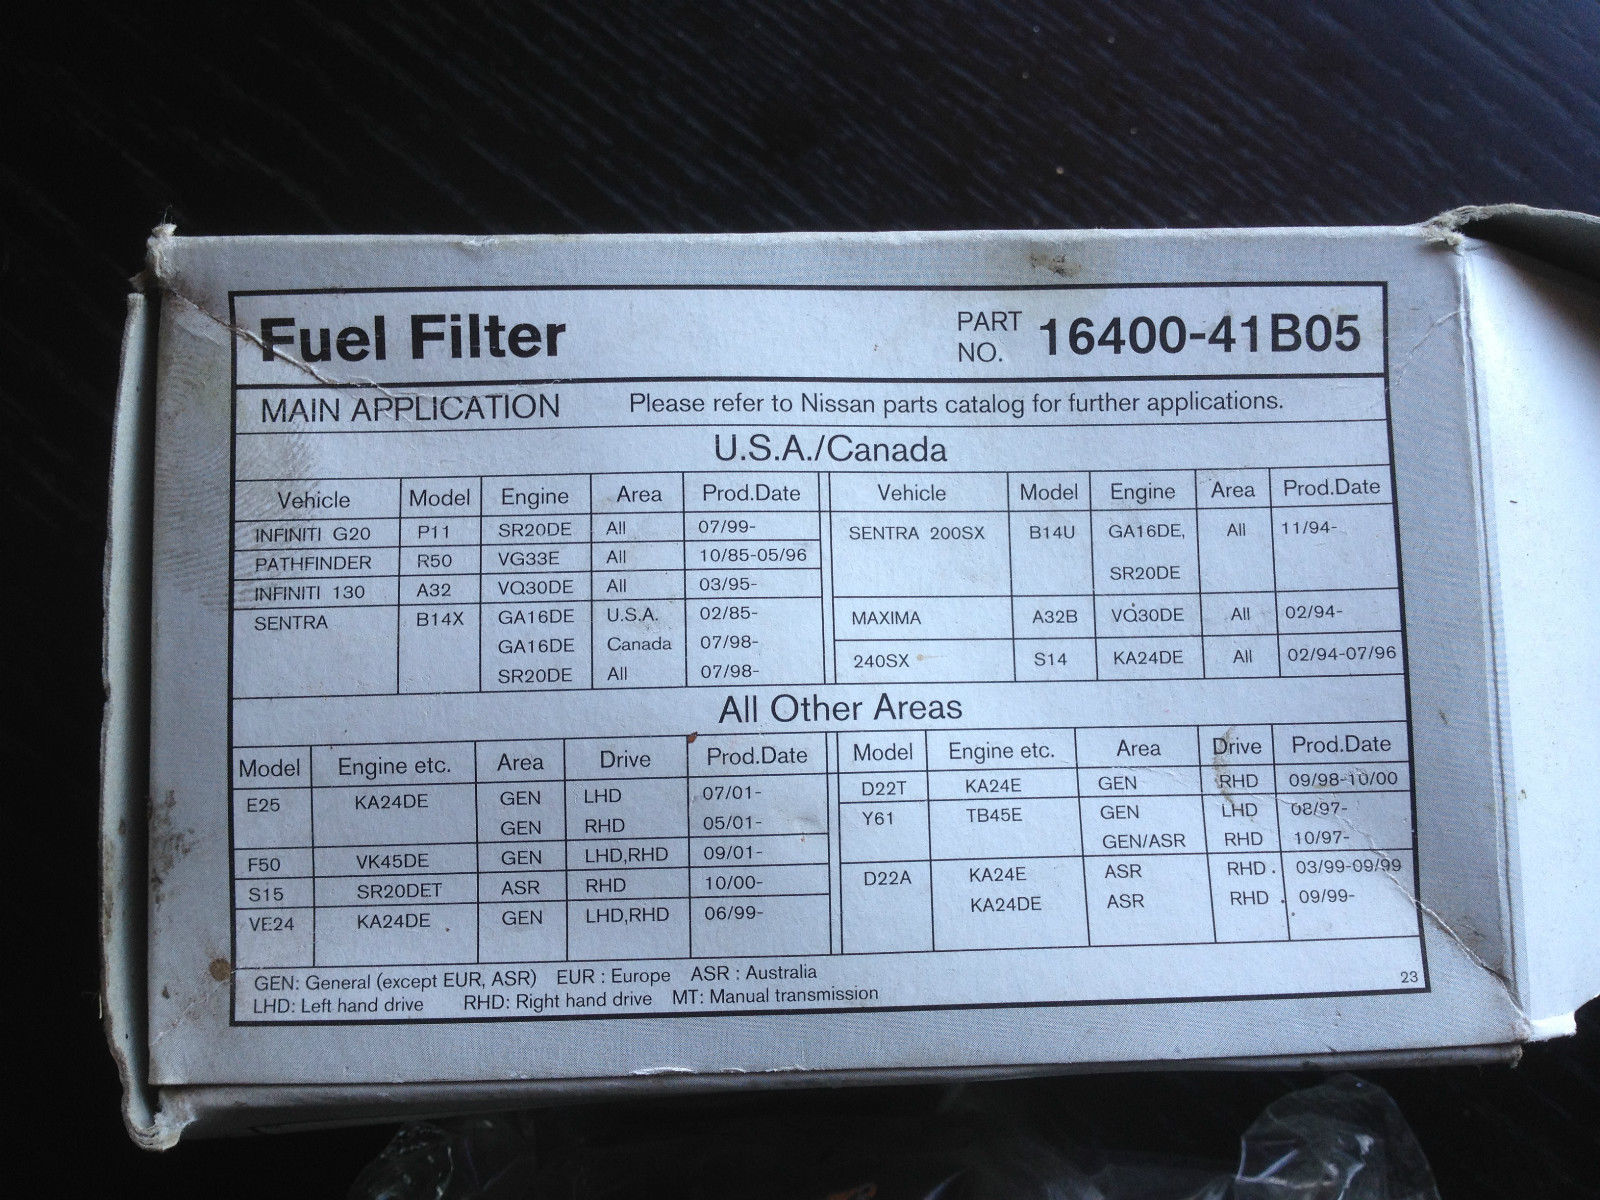 Fuel Filter PART NO. 16400-41B05
MAIN APPLICATION Please refer to Nissan parts catalog for further applications.
U.S.A./Canada
Vehicle Model Engine Area Prod.Date Vehicle Model Engine Area Prod.Date
INFINITI G20 P11 SR20DE All 07/99- SENTRA 200SX B14U GA16DE, All 11/94-
PATHFINDER R50 VG33E All 10/85-05/96 SR20DE
INFINITI 130 A32 VQ30DE All 03/95-
SENTRA B14X GA16DE U.S.A. 02/85- MAXIMA A32B VQ30DE All 02/94-
GA16DE Canada 07/98- 240SX S14 KA24DE All 02/94-07/96
SR20DE All 07/98-
All Other Areas
Model Engine etc. Area Drive Prod.Date Model Engine etc. Area Drive Prod.Date
E25 KA24DE GEN LHD 07/01- D22T KA24E GEN RHD 09/98-10/00
GEN RHD 05/01- Y61 TB45E GEN LHD 08/97-
F50 VK45DE GEN LHD,RHD 09/01- GEN/ASR RHD 10/97-
S15 SR20DET ASR RHD 10/00- D22A KA24E ASR RHD 03/99-09/99
VE24 KA24DE GEN LHD,RHD 06/99- KA24DE ASR RHD 09/99-
GEN: General (except EUR, ASR) EUR : Europe ASR : Australia
LHD: Left hand drive RHD: Right hand drive MT: Manual transmission
23